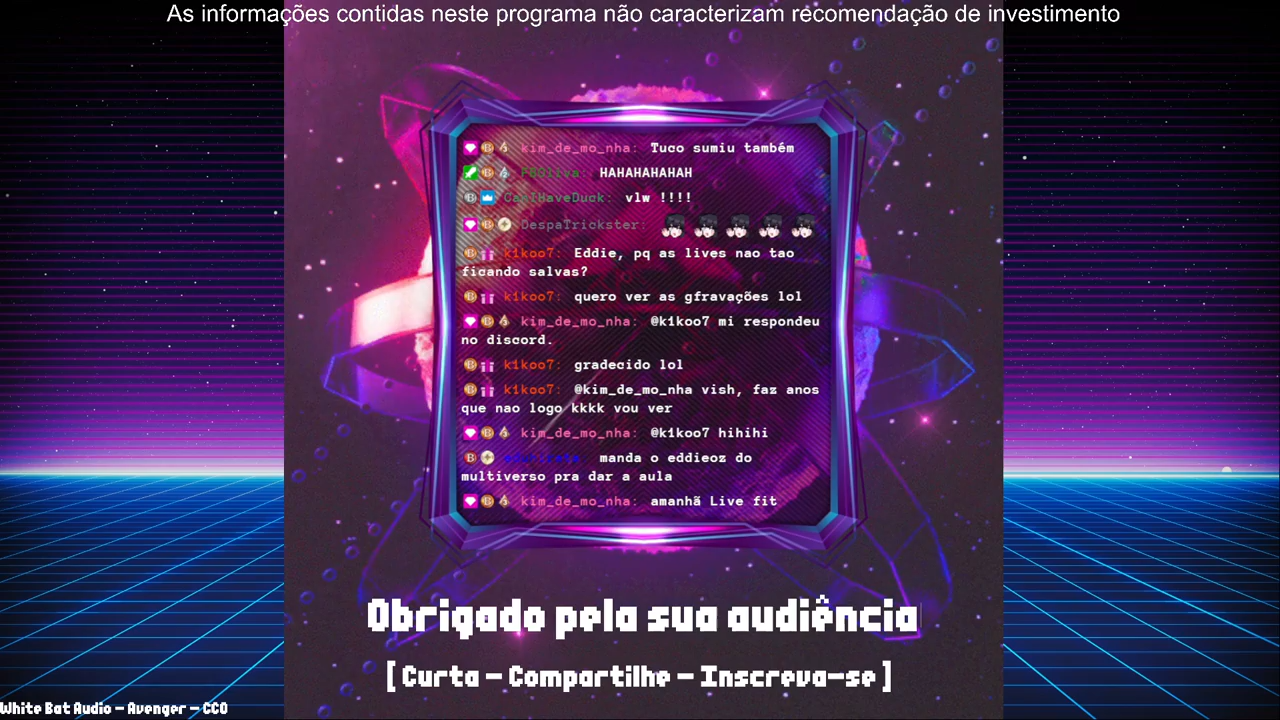 As informações contidas neste programa não caracterizam recomendação de investimento
kim_de_mo_nha: Tuco sumiu também
HAHAHAHAHAH
CanIHaveDuck: vlw !!!!
DespaTrickster:
k1koo7: Eddie, pq as lives nao tao
ficando salvas?
k1koo7: quero ver as gfravações lol
kim_de_mo_nha: @k1koo7 mi respondeu
no discord.
k1koo7: gradecido lol
k1koo7: @kim_de_mo_nha vish, faz anos
que nao logo kkkk vou ver
kim_de_mo_nha: @k1koo7 hihihi
manda o eddieoz do
multiverso pra dar a aula
kim_de_mo_nha: amanhã Live fit
Obrigado pela sua audiência
[ Curta - Compartilhe - Inscreva-se ]
White Bat Audio - Avenger - CC0